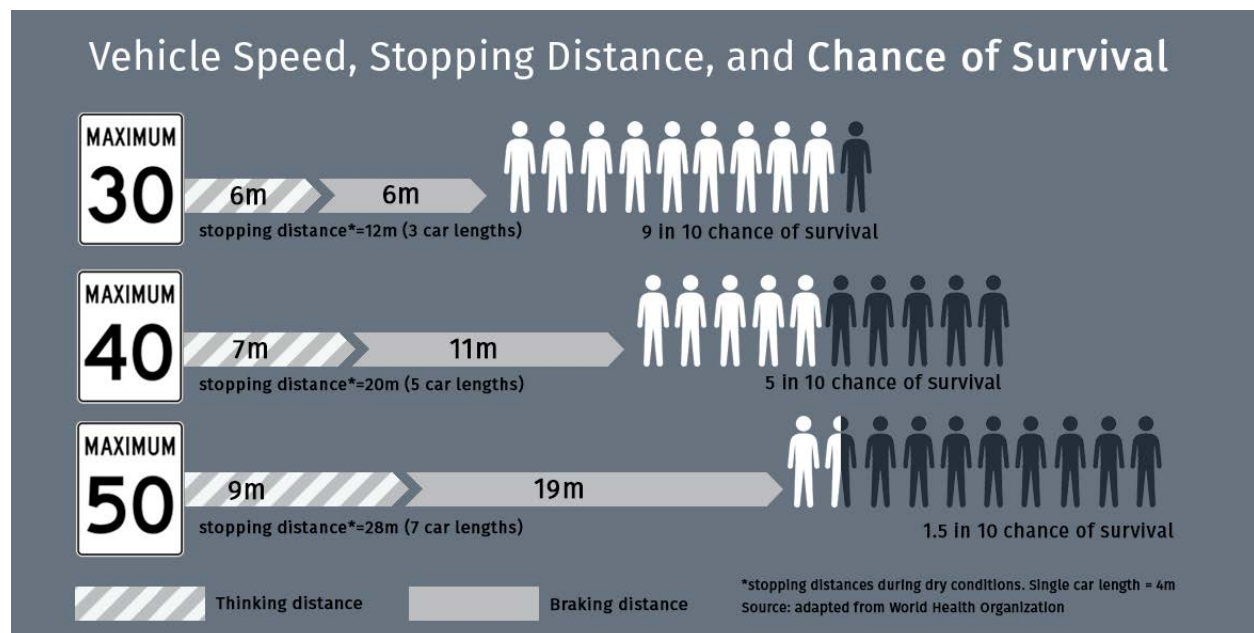 Vehicle Speed, Stopping Distance, and Chance of Survival
MAXIMUM
30
6m
6m
stopping distance*=12m (3 car lengths)
9 in 10 chance of survival
MAXIMUM
40
7m
11m
stopping distance*=20m (5 car lengths)
5 in 10 chance of survival
MAXIMUM
50
9m
19m
stopping distance*=28m (7 car lengths)
1.5 in 10 chance of survival
Thinking distance
Braking distance
*stopping distances during dry conditions. Single car length = 4m
Source: adapted from World Health Organization